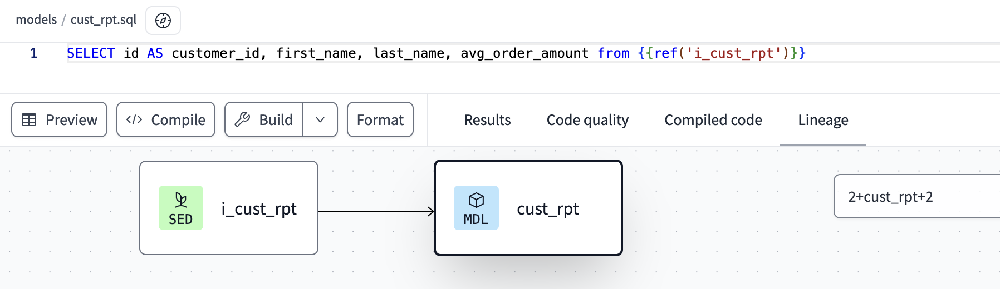 models / cust_rpt.sql
1 SELECT id AS customer_id, first_name, last_name, avg_order_amount from {{ref('i_cust_rpt')}}
Preview </> Compile Build Format Results Code quality Compiled code Lineage
SED i_cust_rpt MDL cust_rpt 2+cust_rpt+2